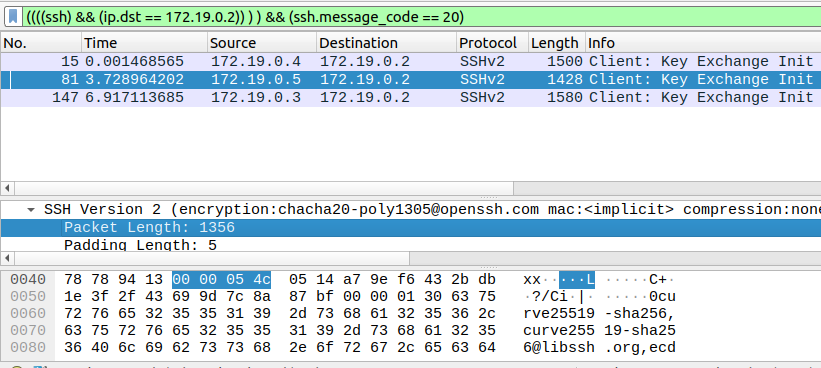 ((((ssh) && (ip.dst == 172.19.0.2)) ) ) && (ssh.message_code == 20)
No. Time Source Destination Protocol Length Info
15 0.001468565 172.19.0.4 172.19.0.2 SSHv2 1500 Client: Key Exchange Init
81 3.728964202 172.19.0.5 172.19.0.2 SSHv2 1428 Client: Key Exchange Init
147 6.917113685 172.19.0.3 172.19.0.2 SSHv2 1580 Client: Key Exchange Init
SSH Version 2 (encryption:chacha20-poly1305@openssh.com mac:<implicit> compression:none
Packet Length: 1356
Padding Length: 5
0040 78 78 94 13 00 00 05 4c 05 14 a7 9e f6 43 2b db xx·····L ·····C+·
0050 1e 3f 2f 43 69 9d 7c 8a 87 bf 00 00 01 30 63 75 ·?/Ci·|· ·····0cu
0060 72 76 65 32 35 35 31 39 2d 73 68 61 32 35 36 2c rve25519 -sha256,
0070 63 75 72 76 65 32 35 35 31 39 2d 73 68 61 32 35 curve255 19-sha25
0080 36 40 6c 69 62 73 73 68 2e 6f 72 67 2c 65 63 64 6@libssh .org,ecd